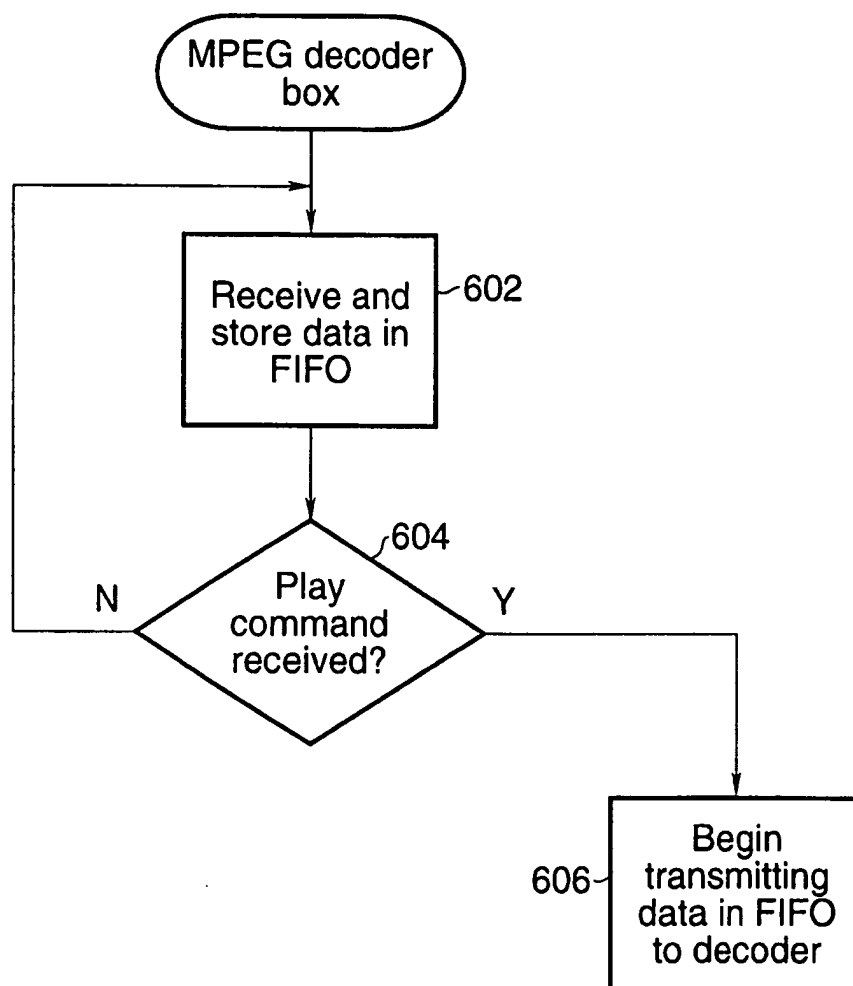 MPEG decoder
box
Receive and
store data in
FIFO
602
604
Play
command
received?
N
Y
606
Begin
transmitting
data in FIFO
to decoder